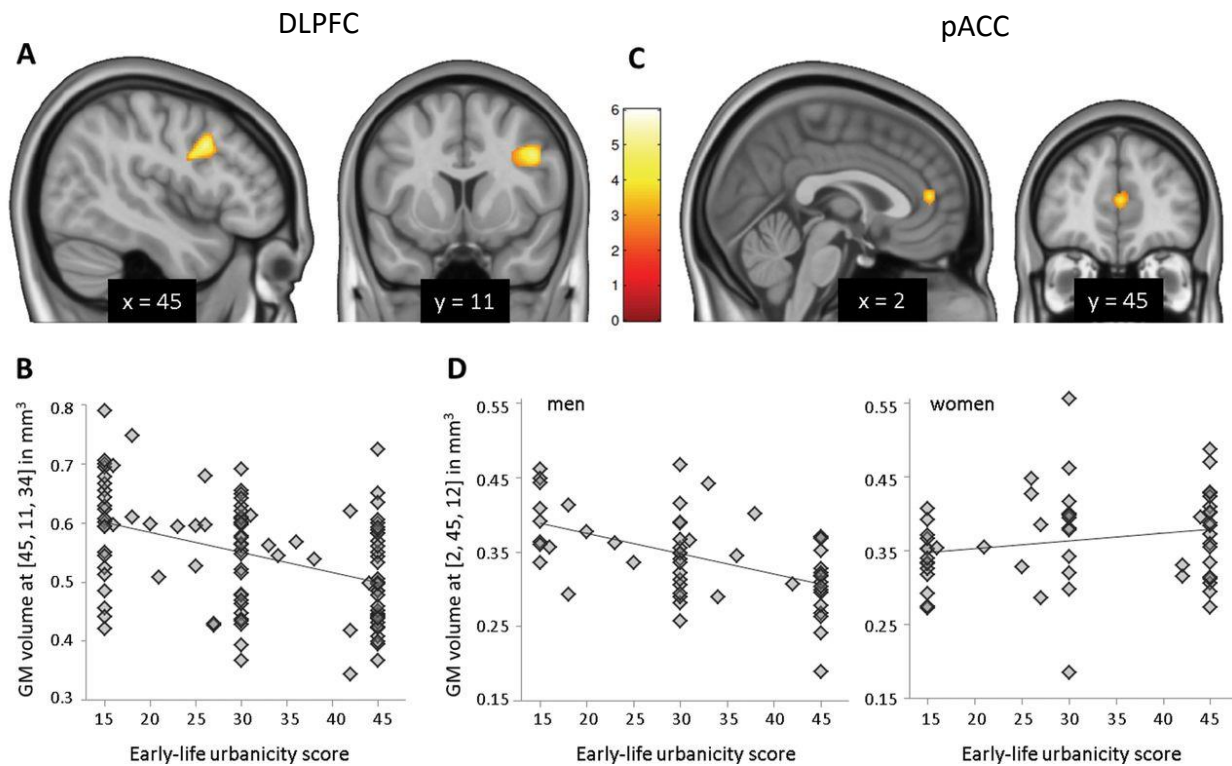 DLPFC
pACC
A
C
6
5
4
3
2
1
0
x = 45
y = 11
x = 2
y = 45
B
GM volume at [45, 11, 34] in mm³
0.8
0.7
0.6
0.5
0.4
0.3
15 20 25 30 35 40 45
Early-life urbanicity score
D
GM volume at [2, 45, 12] in mm³
men
0.55
0.45
0.35
0.25
0.15
15 20 25 30 35 40 45
Early-life urbanicity score
women
0.55
0.45
0.35
0.25
0.15
15 20 25 30 35 40 45
Early-life urbanicity score